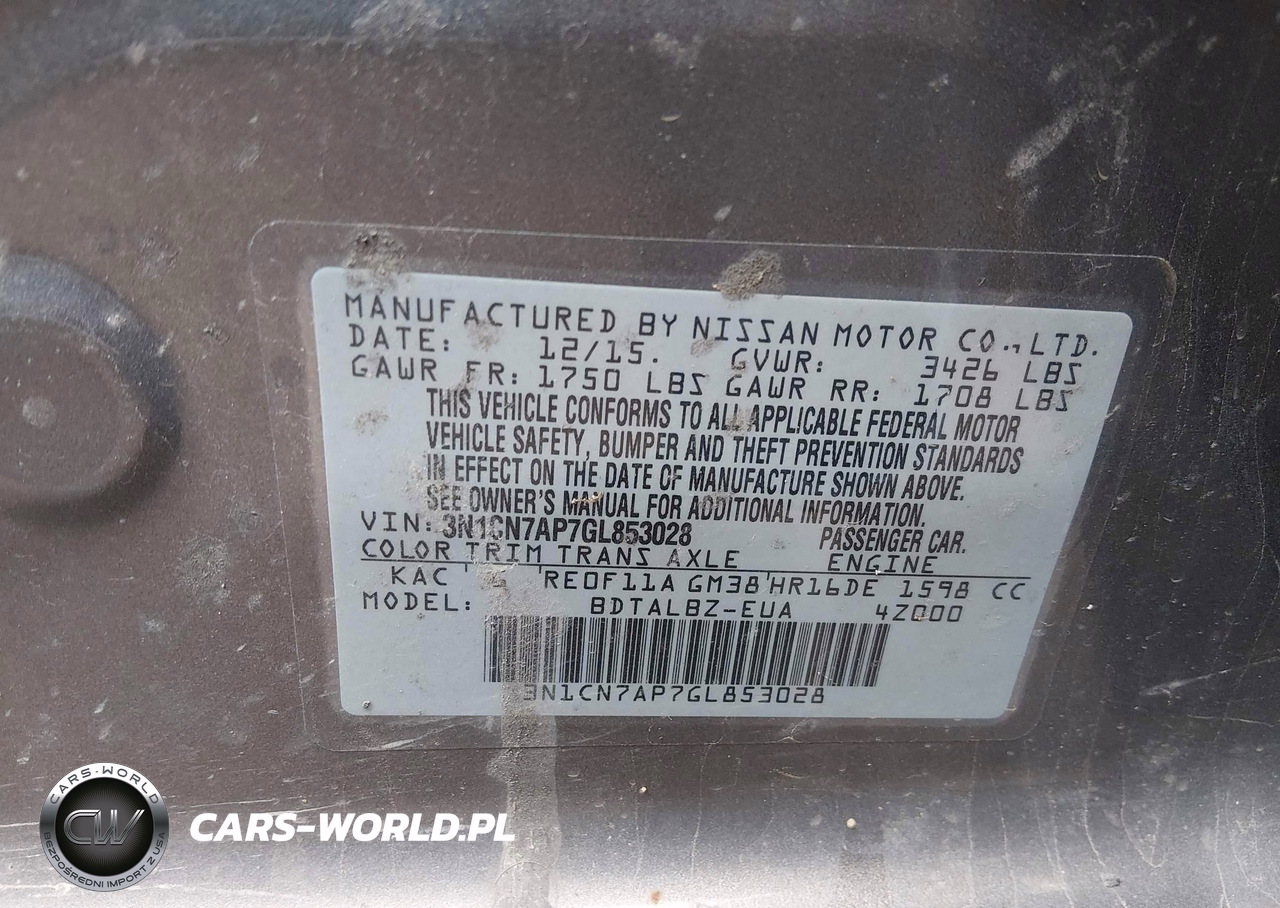 MANUFACTURED BY NISSAN MOTOR CO., LTD.
DATE: 12/15. GVWR: 3426 LBS
GAWR FR: 1750 LBS GAWR RR: 1708 LBS
THIS VEHICLE CONFORMS TO ALL APPLICABLE FEDERAL MOTOR
VEHICLE SAFETY, BUMPER AND THEFT PREVENTION STANDARDS
IN EFFECT ON THE DATE OF MANUFACTURE SHOWN ABOVE.
SEE OWNER'S MANUAL FOR ADDITIONAL INFORMATION.
VIN: 3N1CN7AP7GL853028 PASSENGER CAR.
COLOR TRIM TRANS AXLE ENGINE
KAC RE0F11A GM38 HR16DE 1598 CC
MODEL: BDTALBZ-EUA 4Z000
3N1CN7AP7GL853028
CARS-WORLD
CW
BEZPOŚREDNI IMPORT Z USA
CARS-WORLD.PL